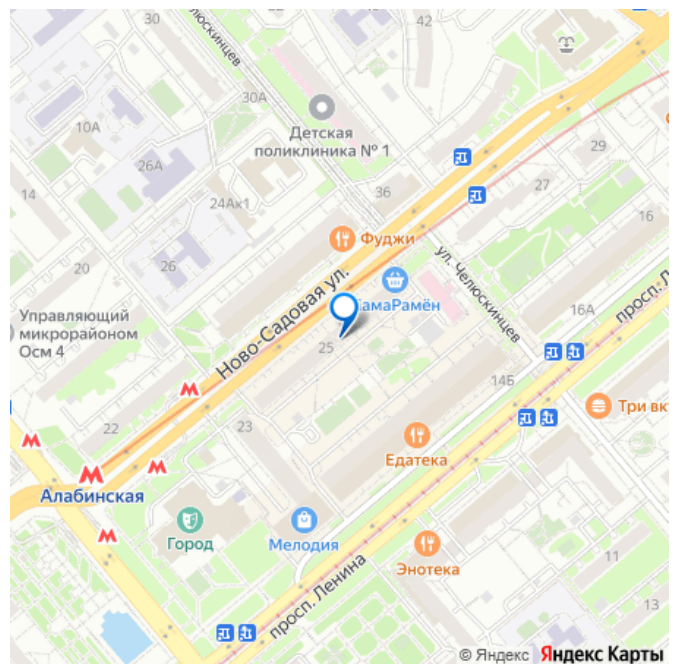 30
42
Челюскинцев
30А
10А
Детская
поликлиника № 1
29
26А
27
36
14
24Ак1
16
Фуджи
ул. Челюскинцев
20
26
амаРамён
16А
просп. Л
Управляющий
микрорайоном
Осм 4
Ново-Садовая ул.
25
14Б
Три вк
22
23
Едатека
Алабинская
Город
Мелодия
11
Энотека
просп. Ленина
13
© Яндекс Яндекс Карты